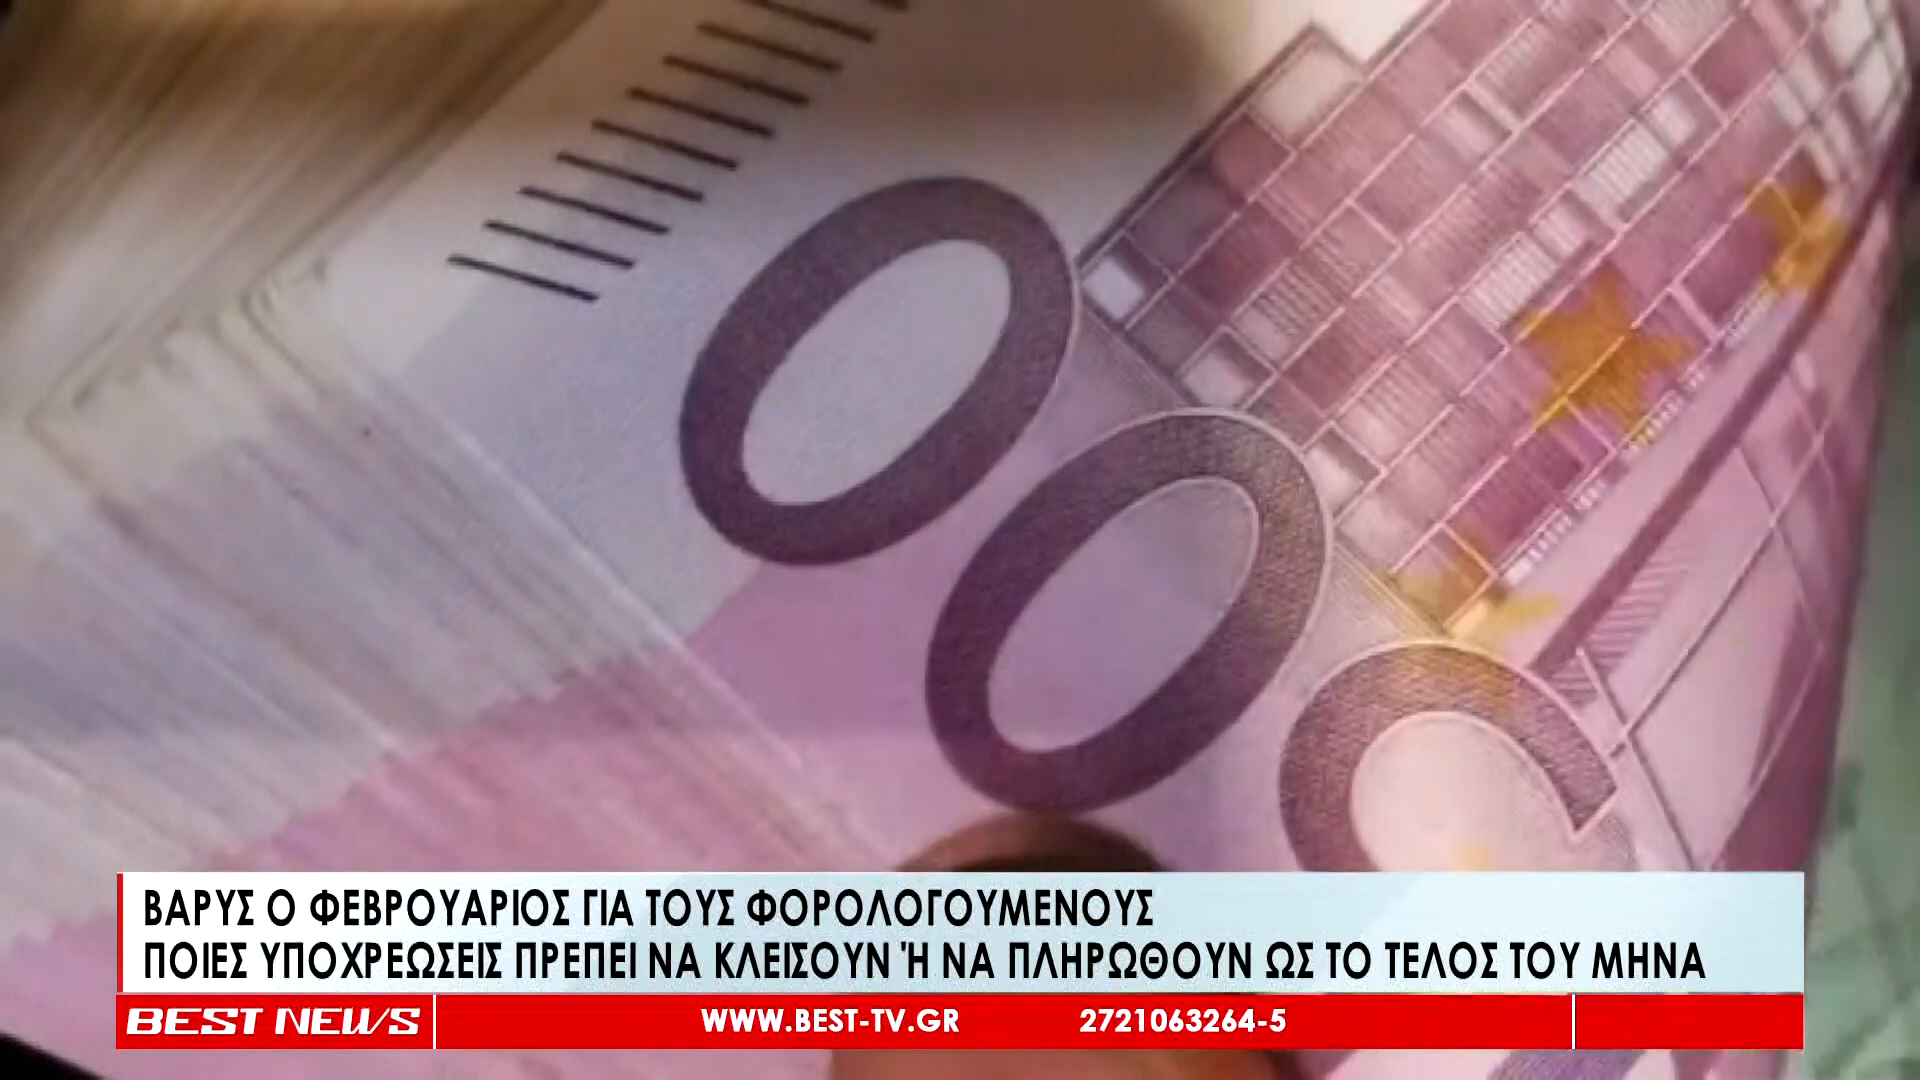 00
ΒΑΡΥΣ Ο ΦΕΒΡΟΥΑΡΙΟΣ ΓΙΑ ΤΟΥΣ ΦΟΡΟΛΟΓΟΥΜΕΝΟΥΣ
ΠΟΙΕΣ ΥΠΟΧΡΕΩΣΕΙΣ ΠΡΕΠΕΙ ΝΑ ΚΛΕΙΣΟΥΝ Ή ΝΑ ΠΛΗΡΩΘΟΥΝ ΩΣ ΤΟ ΤΕΛΟΣ ΤΟΥ ΜΗΝΑ
BEST NEWS WWW.BEST-TV.GR 2721063264-5